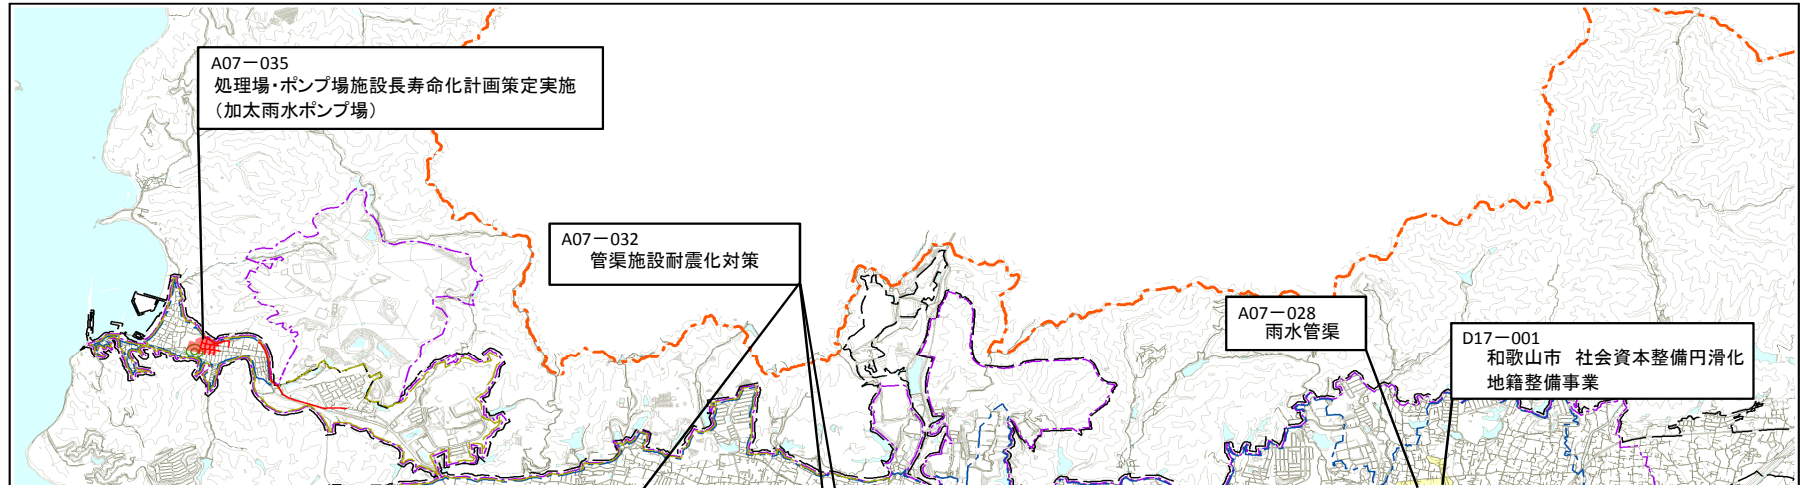 A07－035
処理場・ポンプ場施設長寿命化計画策定実施
（加太雨水ポンプ場）
A07－032
管渠施設耐震化対策
A07－028
雨水管渠
D17－001
和歌山市　社会資本整備円滑化
地籍整備事業